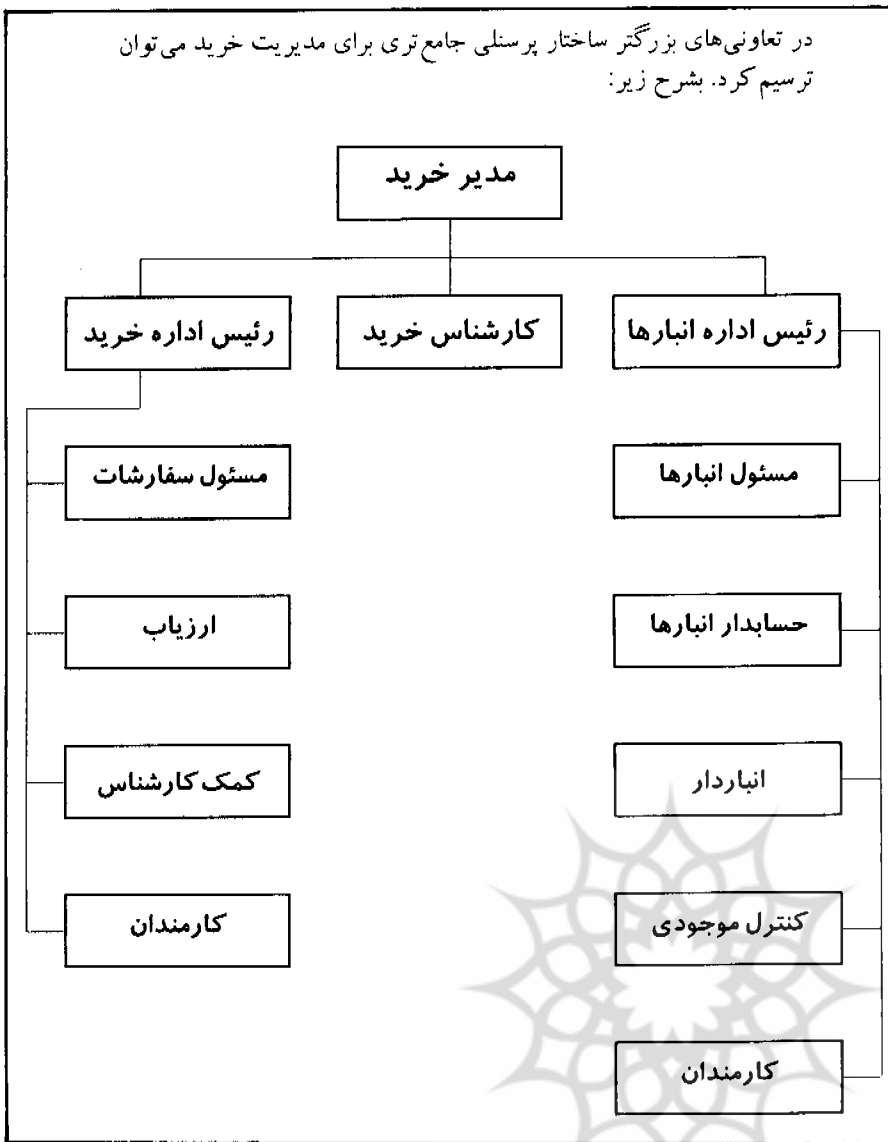 در تعاونی‌های بزرگتر ساختار پرسنلی جامع‌تری برای مدیریت خرید می‌توان
ترسیم کرد. بشرح زیر:
مدیر خرید
رئیس اداره انبارها
کارشناس خرید
رئیس اداره خرید
مسئول انبارها
مسئول سفارشات
حسابدار انبارها
ارزیاب
انباردار
کمک کارشناس
کنترل موجودی
کارمندان
کارمندان